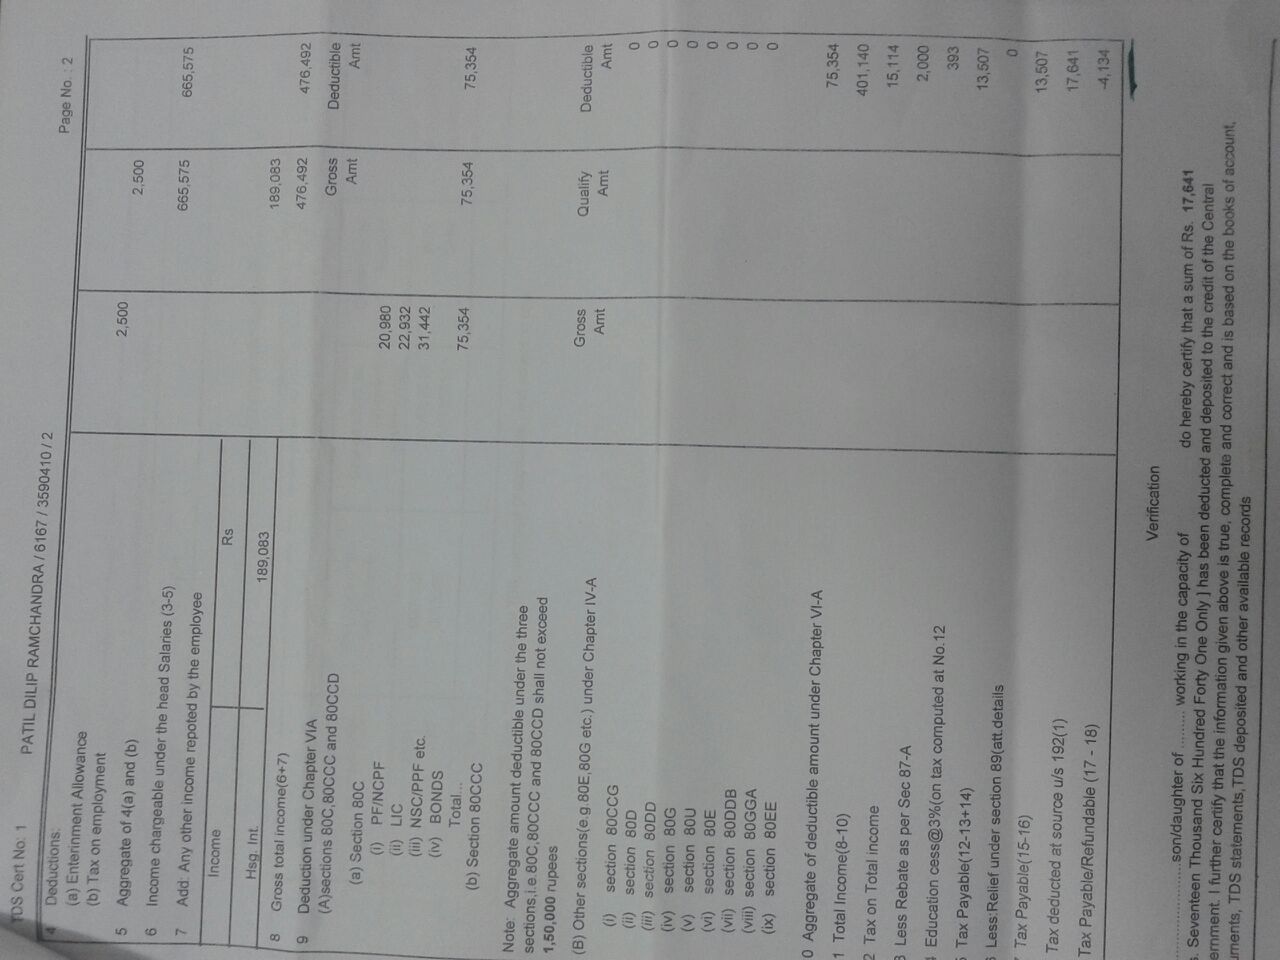 TDS Cert No: 1 PATIL DILIP RAMCHANDRA / 6167 / 3590410 / 2
Page No. : 2
4 Deductions:
(a) Enterinment Allowance
(b) Tax on employment 2,500
5 Aggregate of 4(a) and (b) 2,500
6 Income chargeable under the head Salaries (3-5) 665,575 665,575
7 Add: Any other income repoted by the employee
Income Rs
Hsg. Int. 189,083 189,083
8 Gross total income(6+7) 476,492 476,492
9 Deduction under Chapter VIA Gross Deductible
(A)sections 80C,80CCC and 80CCD Amt Amt
(a) Section 80C
(i) PF/NCPF 20,980
(ii) LIC 22,932
(iii) NSC/PPF etc. 31,442
(iv) BONDS
Total... 75,354 75,354 75,354
(b) Section 80CCC
Note: Aggregate amount deductible under the three
sections,i.e.80C,80CCC and 80CCD shall not exceed
1,50,000 rupees
(B) Other sections(e.g.80E,80G etc.) under Chapter IV-A Gross Qualify Deductible
Amt Amt Amt
(i) section 80CCG 0
(ii) section 80D 0
(iii) section 80DD 0
(iv) section 80G 0
(v) section 80U 0
(vi) section 80E 0
(vii) section 80DDB 0
(viii) section 80GGA 0
(ix) section 80EE
0 Aggregate of deductible amount under Chapter VI-A 75,354
1 Total Income(8-10) 401,140
2 Tax on Total income 15,114
3 Less Rebate as per Sec 87-A 2,000
4 Education cess@3%(on tax computed at No.12 393
5 Tax Payable(12-13+14) 13,507
6 Less:Relief under section 89(att.details 0
7 Tax Payable(15-16) 13,507
Tax deducted at source u/s 192(1) 17,641
Tax Payable/Refundable (17 - 18) -4,134
Verification
....................son/daughter of ......... working in the capacity of do hereby certify that a sum of Rs. 17,641
s. Seventeen Thousand Six Hundred Forty One Only ] has been deducted and deposited to the credit of the Central
ernment. I further certify that the information given above is true, complete and correct and is based on the books of account,
uments, TDS statements,TDS deposited and other available records